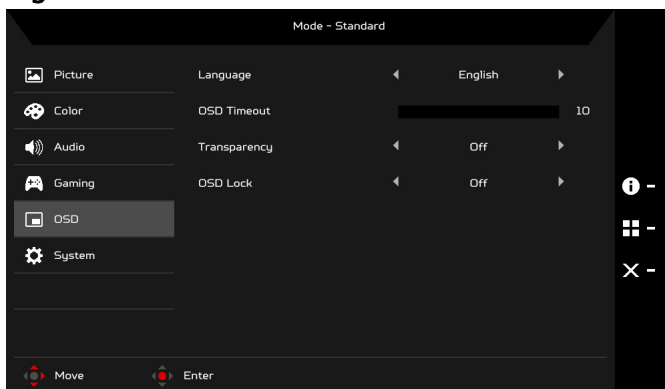 Mode - Standard
Picture
Language English
Color
OSD Timeout 10
Audio
Transparency Off
Gaming
OSD Lock Off
OSD
System
Move Enter